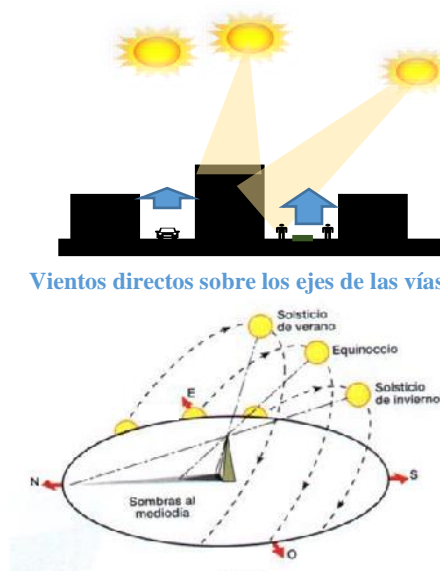 Vientos directos sobre los ejes de las vías
Solsticio
de verano
Equinoccio
Solsticio
de invierno
E
N
S
Sombras al
mediodía
O